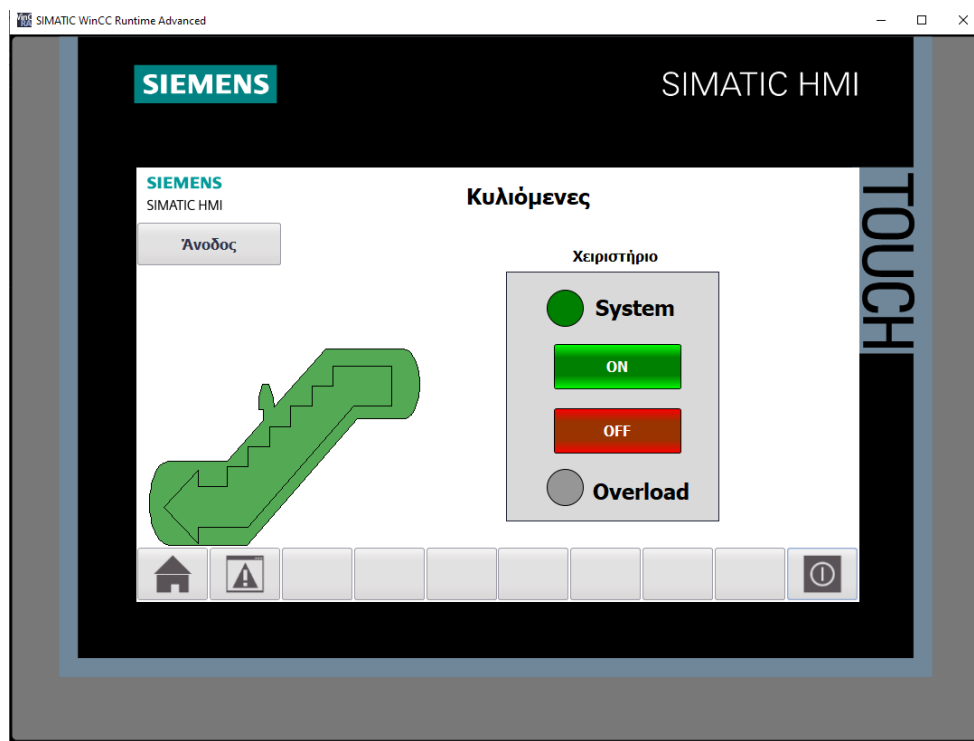 SIMATIC WinCC Runtime Advanced
SIEMENS
SIMATIC HMI
TOUCH
SIEMENS
SIMATIC HMI
Κυλιόμενες
Άνοδος
Χειριστήριο
System
ON
OFF
Overload